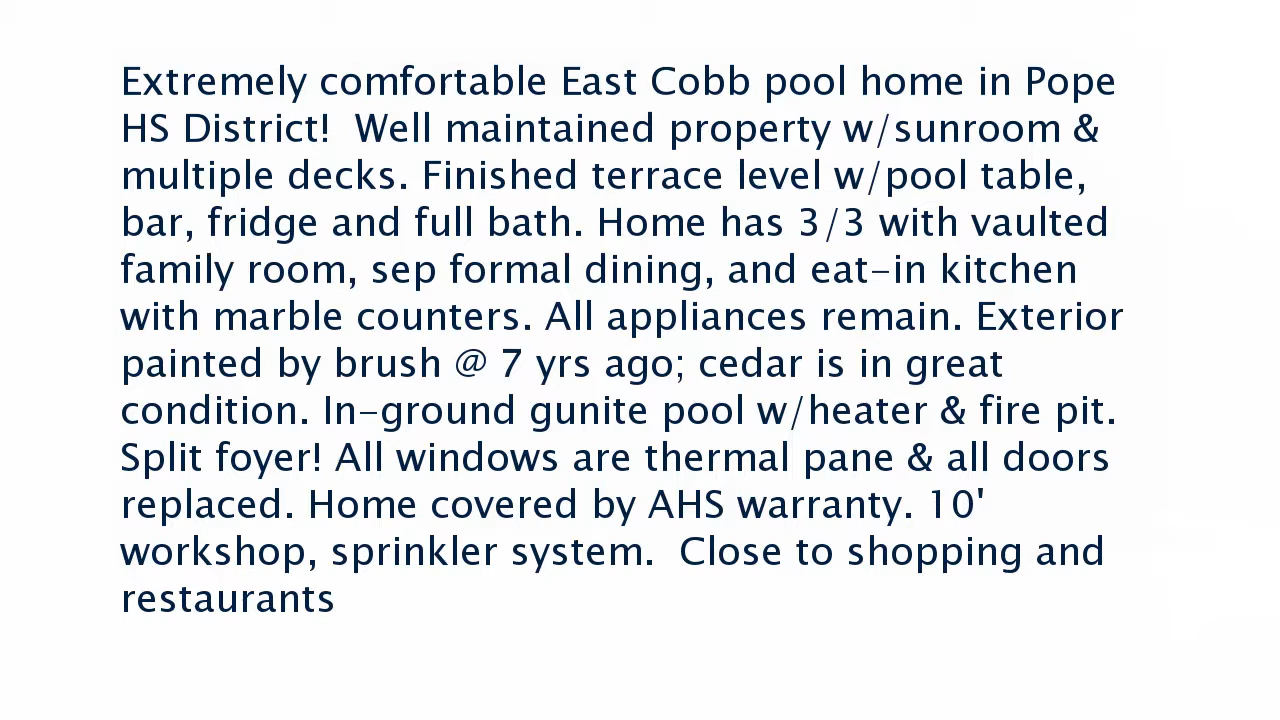 Extremely comfortable East Cobb pool home in Pope
HS District!  Well maintained property w/sunroom &
multiple decks. Finished terrace level w/pool table,
bar, fridge and full bath. Home has 3/3 with vaulted
family room, sep formal dining, and eat-in kitchen
with marble counters. All appliances remain. Exterior
painted by brush @ 7 yrs ago; cedar is in great
condition. In-ground gunite pool w/heater & fire pit.
Split foyer! All windows are thermal pane & all doors
replaced. Home covered by AHS warranty. 10'
workshop, sprinkler system.  Close to shopping and
restaurants